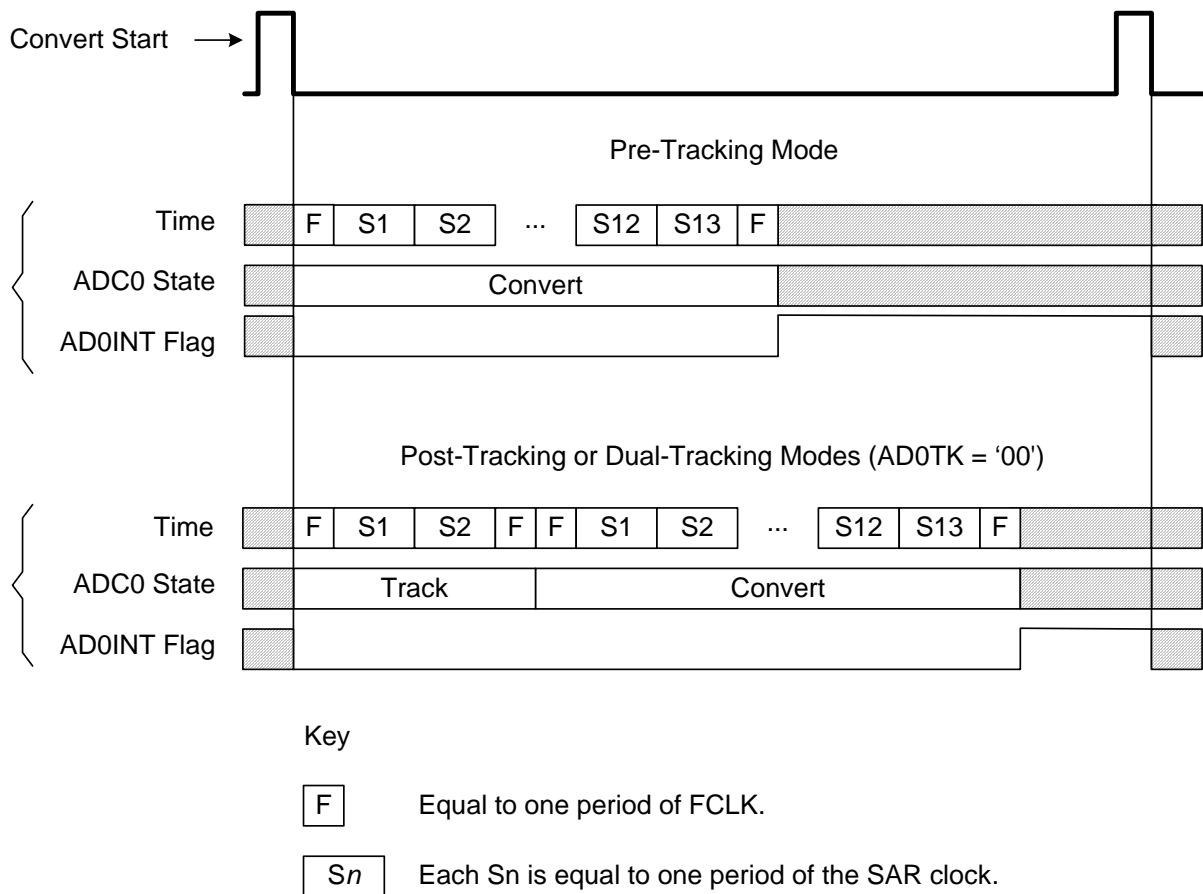 Convert Start
Pre-Tracking Mode
Time F S1 S2 ... S12 S13 F
ADC0 State Convert
AD0INT Flag
Post-Tracking or Dual-Tracking Modes (AD0TK = ‘00')
Time F S1 S2 F F S1 S2 ... S12 S13 F
ADC0 State Track Convert
AD0INT Flag
Key
F Equal to one period of FCLK.
Sn Each Sn is equal to one period of the SAR clock.